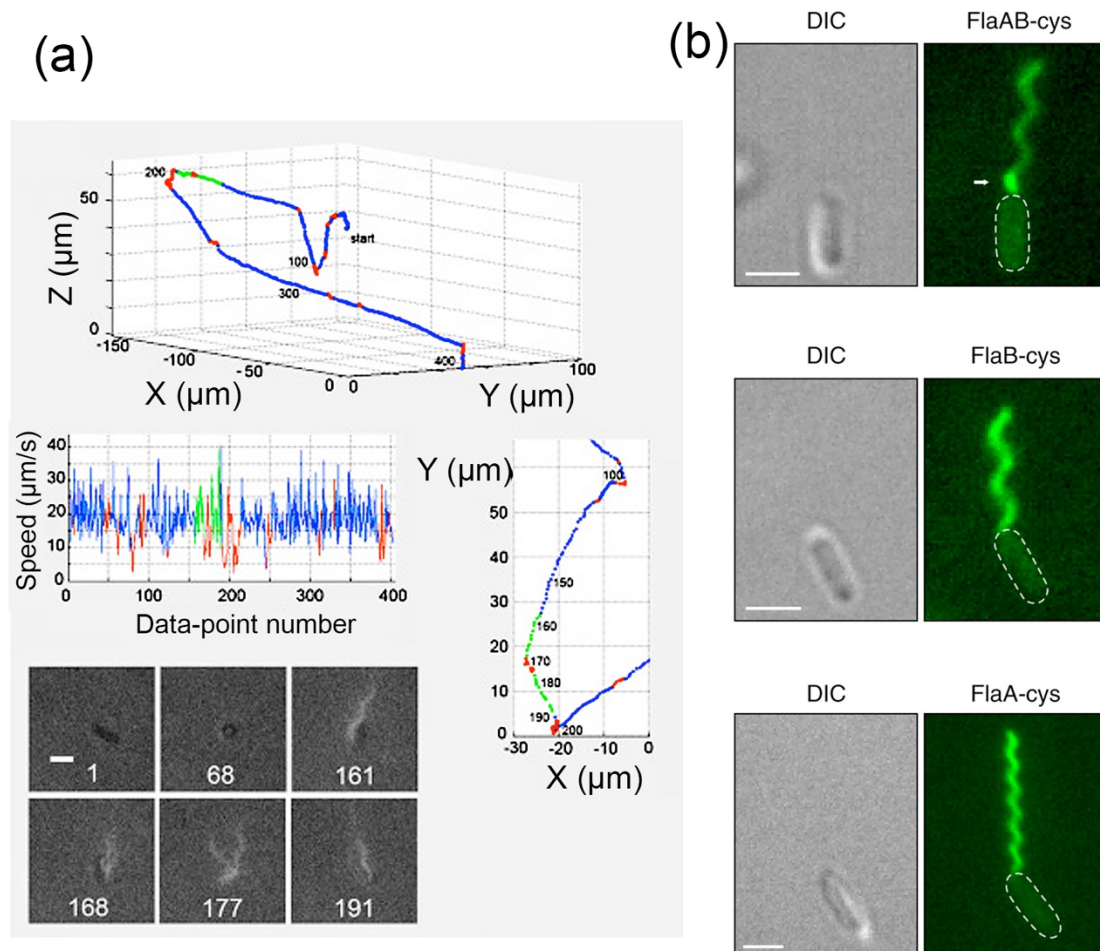 (a)
200
50
Z (µm)
start
100
300
0
-150
400
100
-100
-50
0
0
X (µm)
Y (µm)
40
30
20
10
0
Speed (µm/s)
0
100
200
300
400
Data-point number
Y (µm)
100
60
50
40
150
30
160
20
170
180
10
190
0
200
-30
-20
-10
0
X (µm)
1
68
161
168
177
191
(b)
DIC
FlaAB-cys
DIC
FlaB-cys
DIC
FlaA-cys